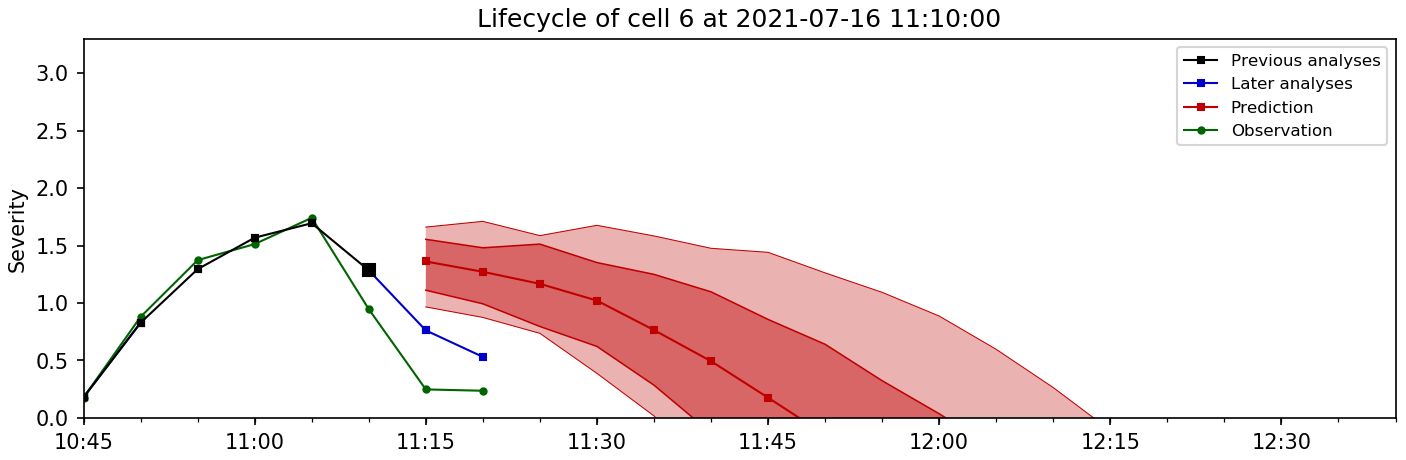 Lifecycle of cell 6 at 2021-07-16 11:10:00
Severity
3.0
2.5
2.0
1.5
1.0
0.5
0.0
Previous analyses
Later analyses
Prediction
Observation
10:45 11:00 11:15 11:30 11:45 12:00 12:15 12:30